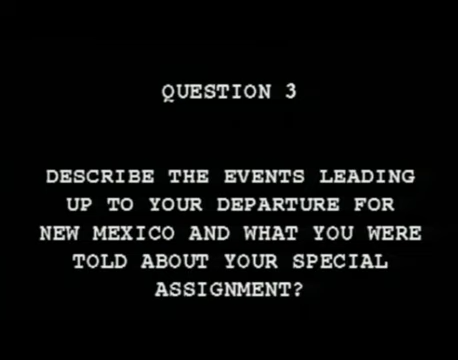 QUESTION 3
DESCRIBE THE EVENTS LEADING
UP TO YOUR DEPARTURE FOR
NEW MEXICO AND WHAT YOU WERE
TOLD ABOUT YOUR SPECIAL
ASSIGNMENT?